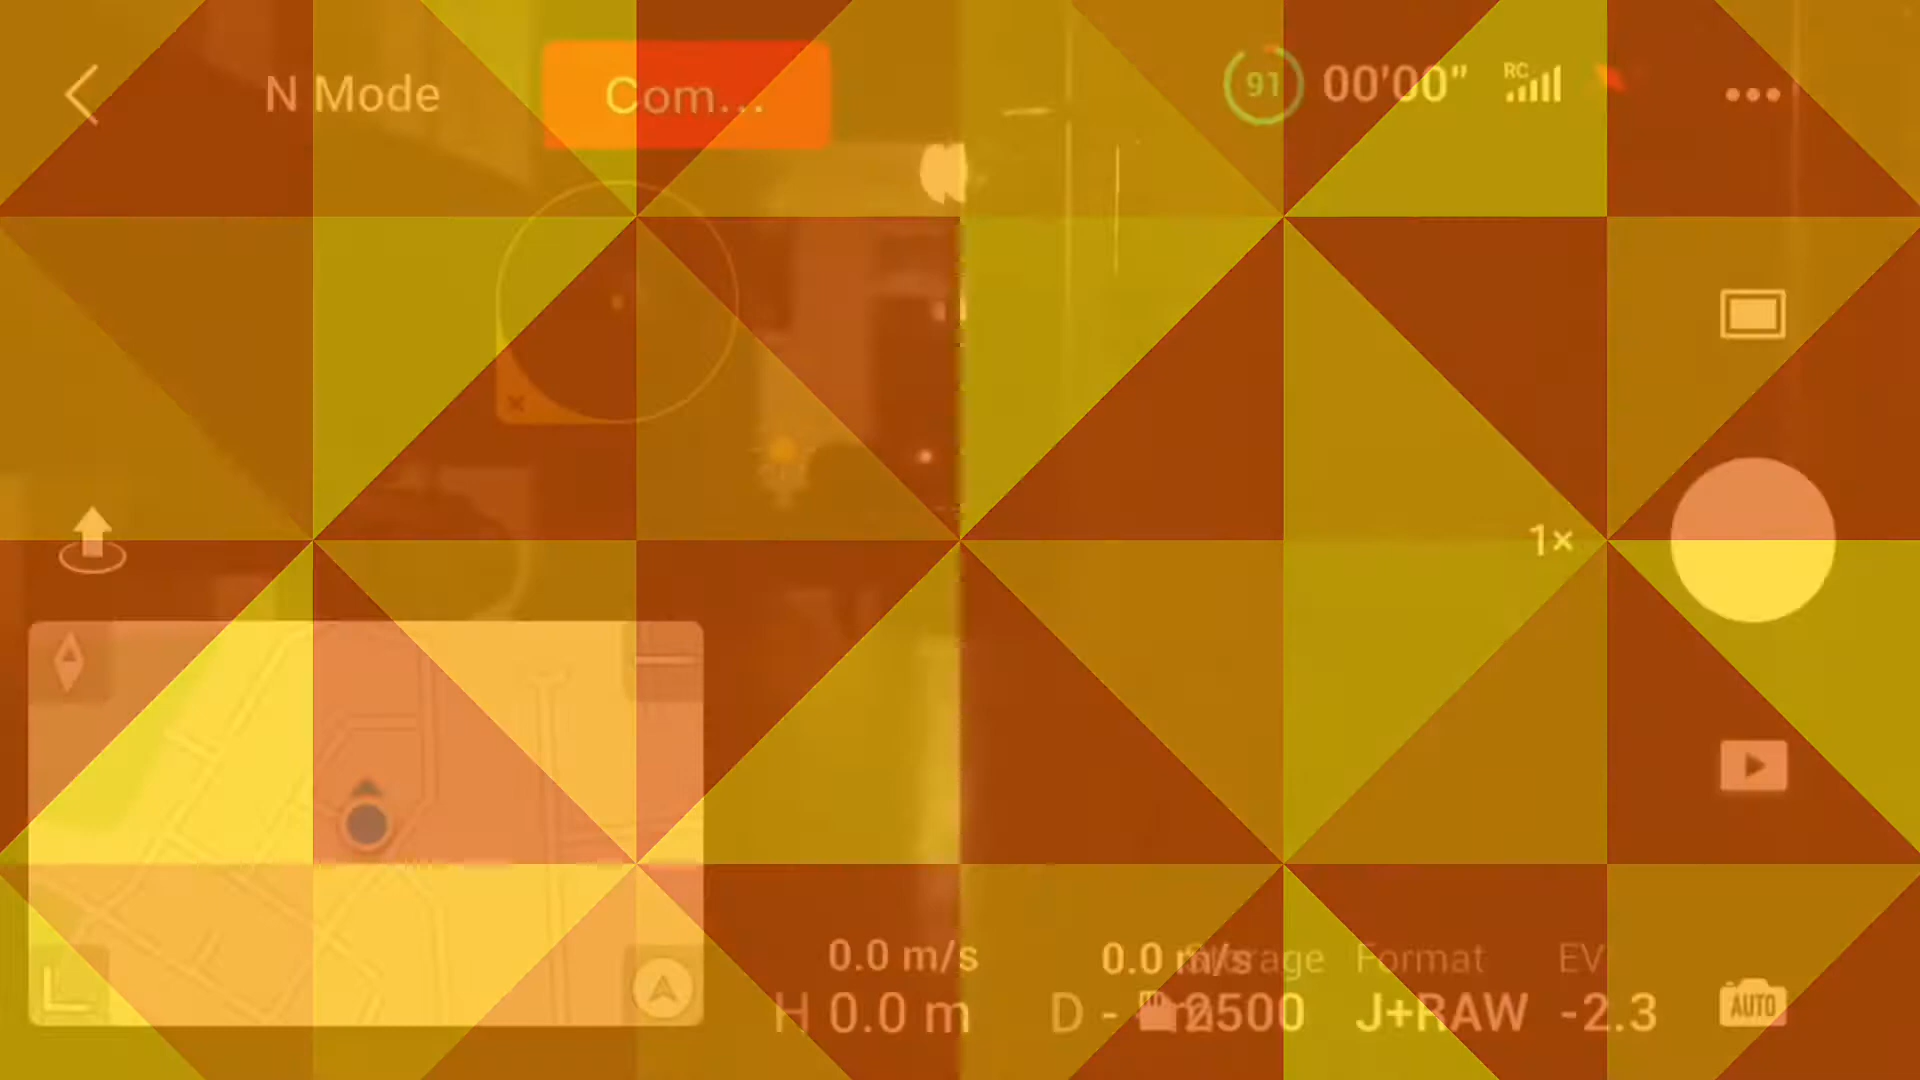 N Mode
Com...
91
00'00"
RC
1×
0.0 m/s
0.0 m/s
Storage
Format
EV
H 0.0 m
D - m
2500
J+RAW
-2.3
AUTO